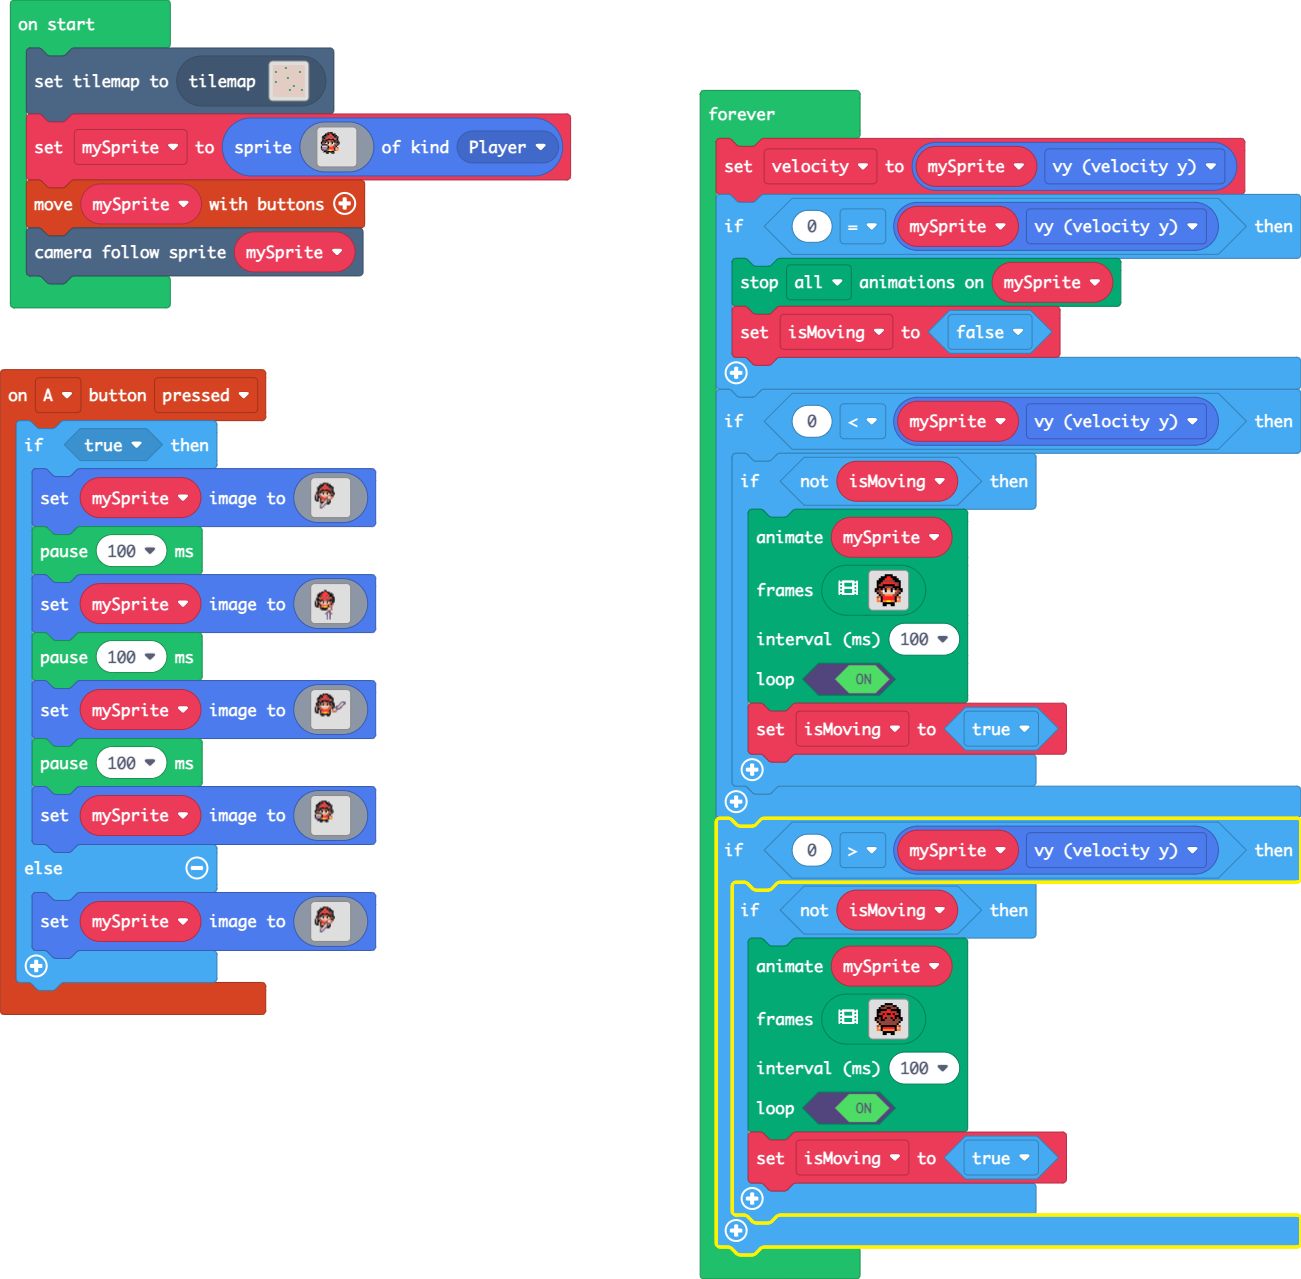 on start
set tilemap to tilemap
set mySprite to sprite of kind Player
move mySprite with buttons
camera follow sprite mySprite
on A button pressed
if true then
set mySprite image to
pause 100 ms
set mySprite image to
pause 100 ms
set mySprite image to
pause 100 ms
set mySprite image to
else
set mySprite image to
forever
set velocity to mySprite vy (velocity y)
if 0 = mySprite vy (velocity y) then
stop all animations on mySprite
set isMoving to false
if 0 < mySprite vy (velocity y) then
if not isMoving then
animate mySprite
frames
interval (ms) 100
loop ON
set isMoving to true
if 0 > mySprite vy (velocity y) then
if not isMoving then
animate mySprite
frames
interval (ms) 100
loop ON
set isMoving to true